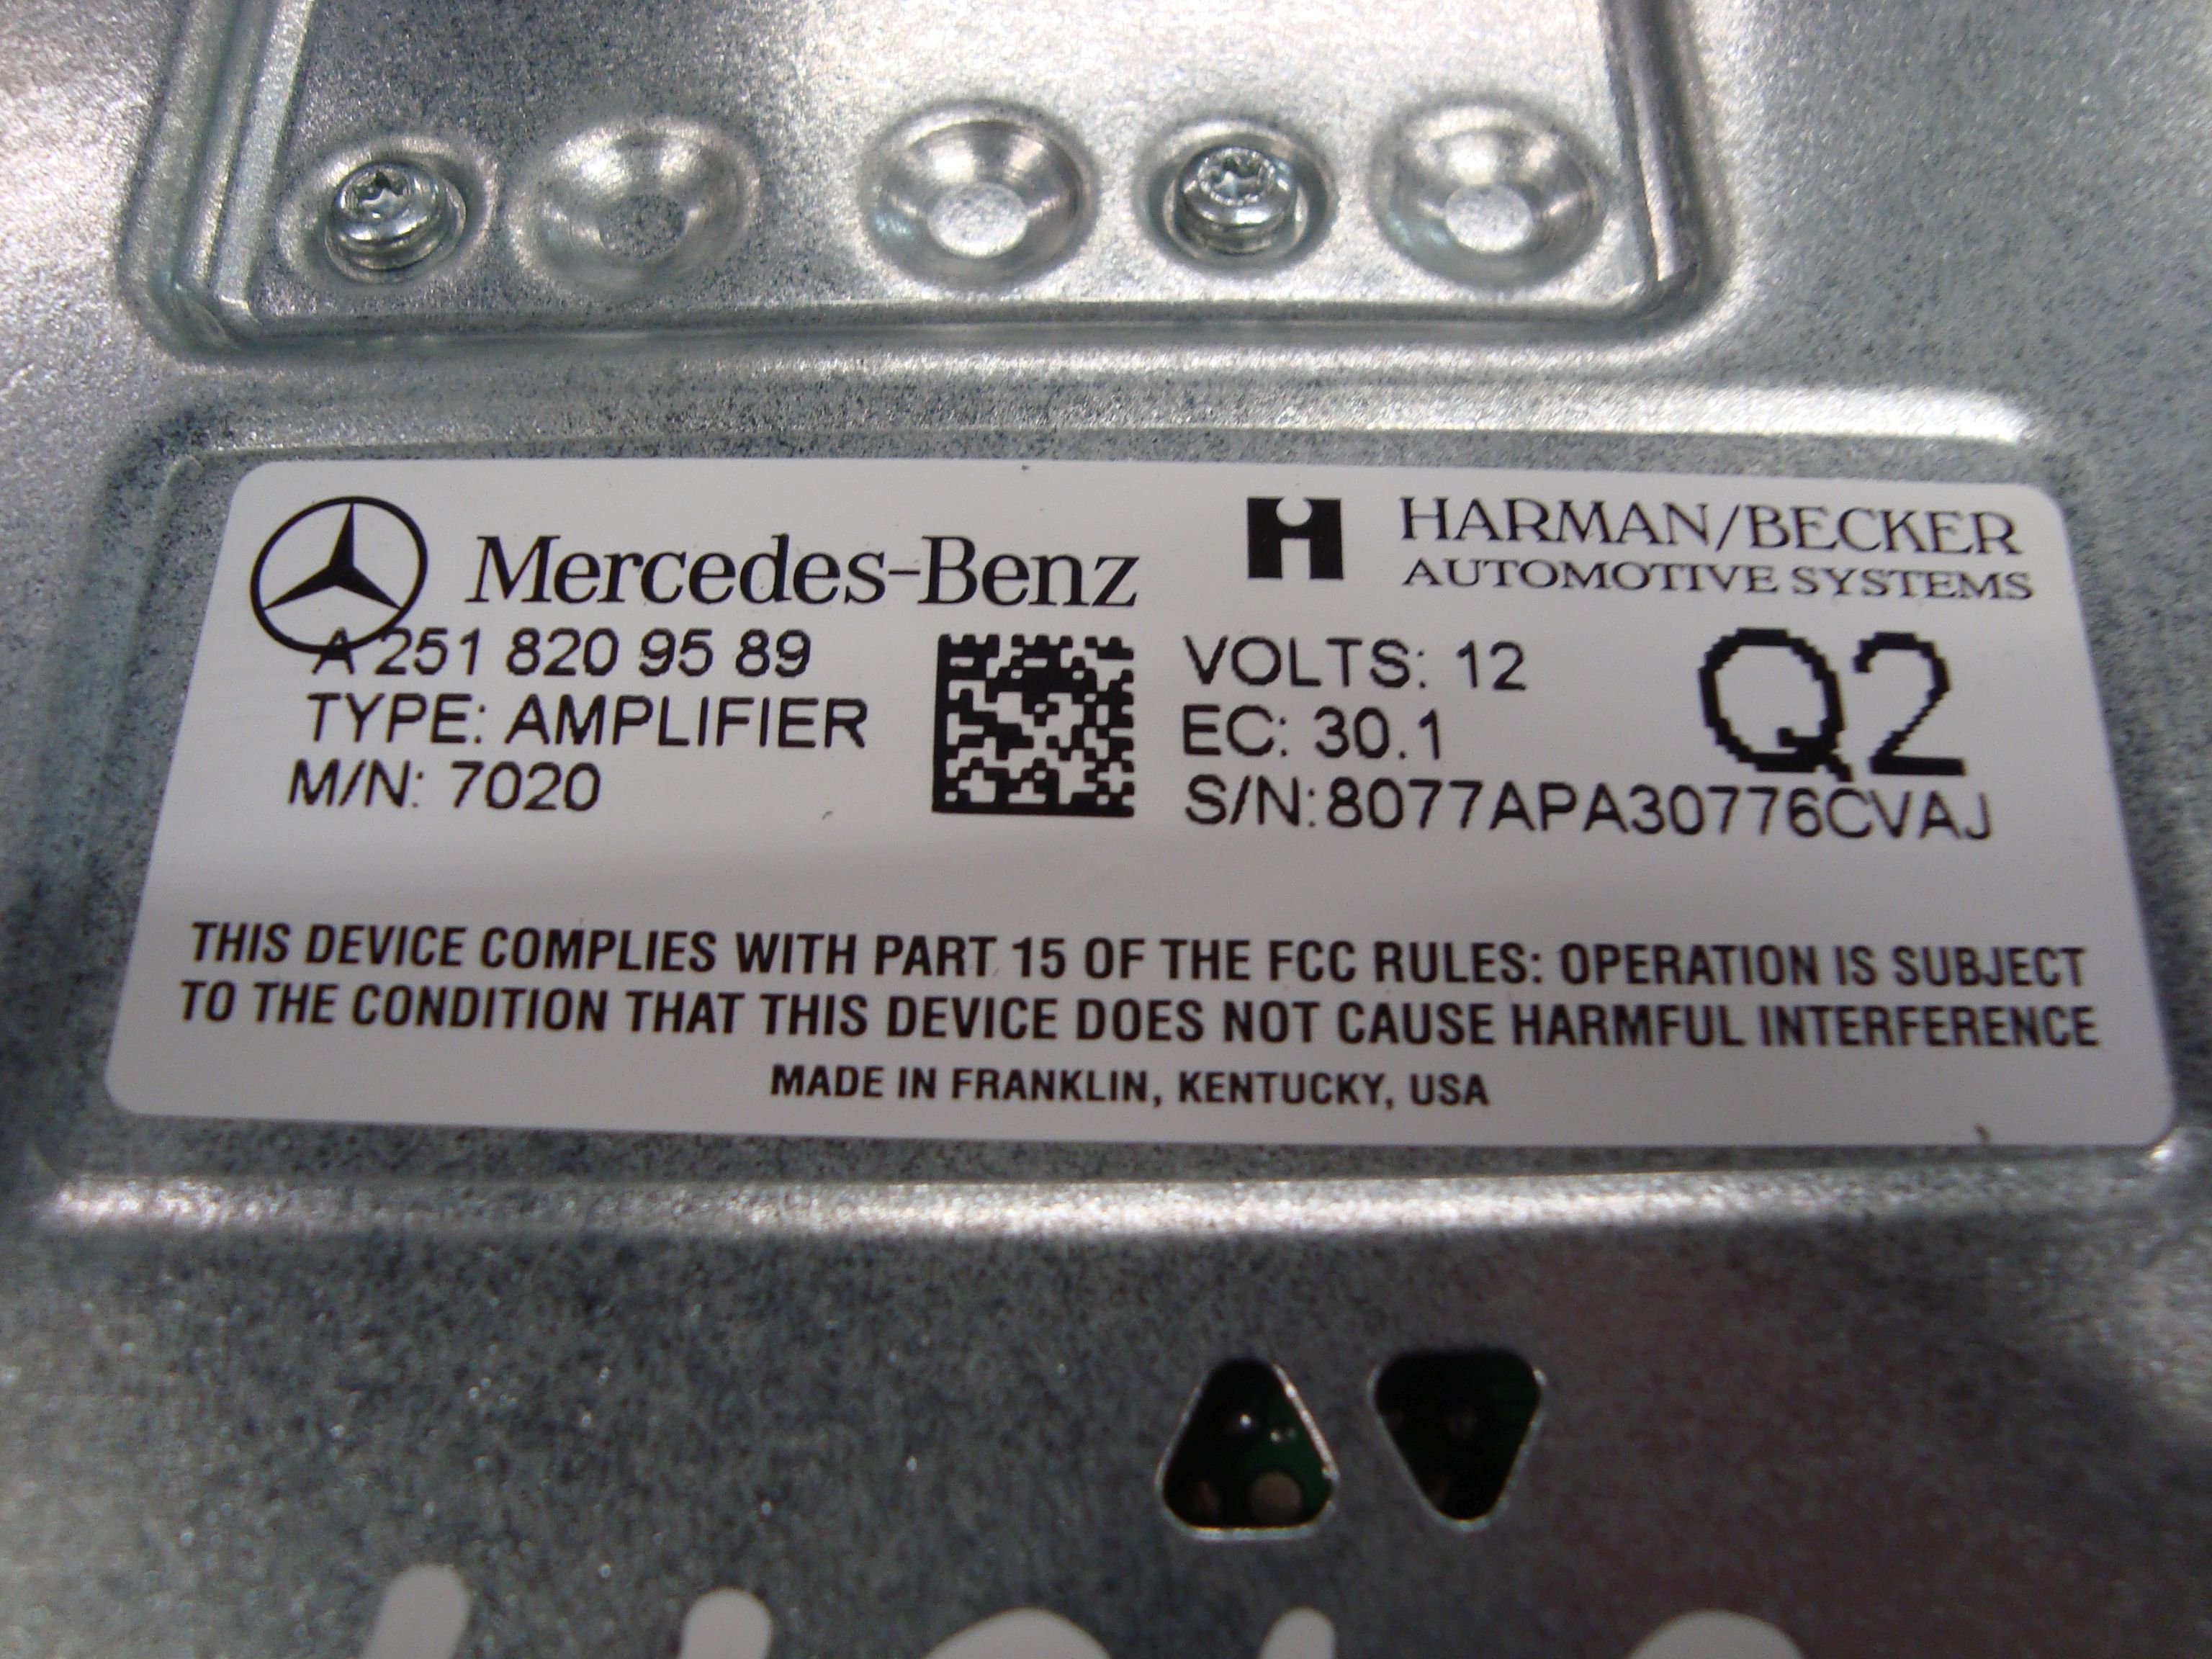 Mercedes-Benz
HARMAN/BECKER
AUTOMOTIVE SYSTEMS
A 251 820 95 89
TYPE: AMPLIFIER
M/N: 7020
VOLTS: 12
EC: 30.1
S/N:8077APA30776CVAJ
Q2
THIS DEVICE COMPLIES WITH PART 15 OF THE FCC RULES: OPERATION IS SUBJECT
TO THE CONDITION THAT THIS DEVICE DOES NOT CAUSE HARMFUL INTERFERENCE
MADE IN FRANKLIN, KENTUCKY, USA